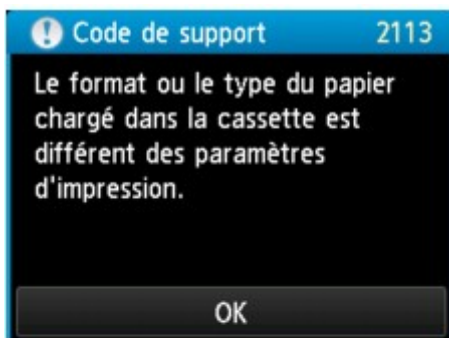 Code de support 2113
Le format ou le type du papier
chargé dans la cassette est
différent des paramètres
d'impression.
OK